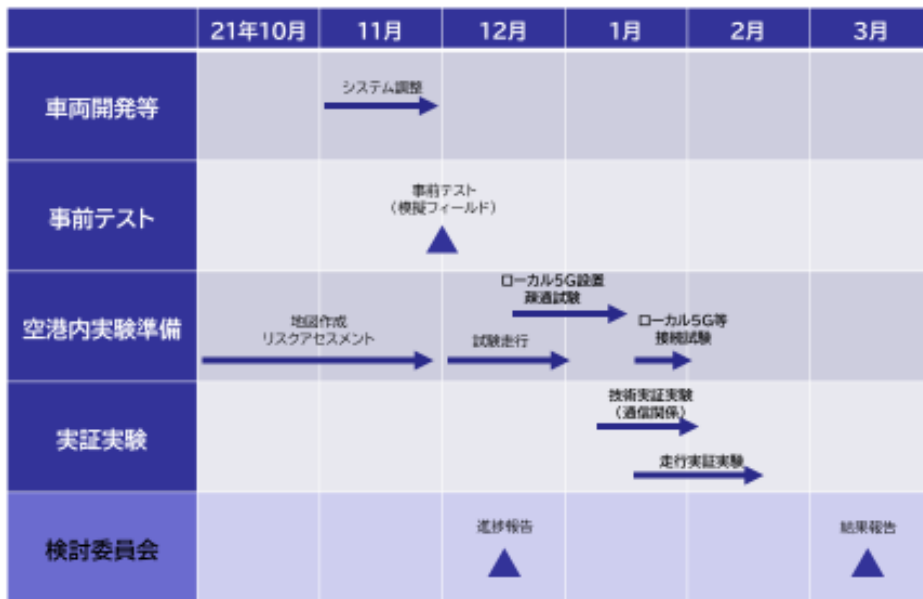 21年10月 11月 12月 1月 2月 3月
車両開発等
システム調整
事前テスト
事前テスト
（模擬フィールド）
空港内実験準備
地図作成
リスクアセスメント
試験走行
ローカル5G設置
疎通試験
ローカル5G等
接続試験
実証実験
技術実証実験
（通信関係）
走行実証実験
検討委員会
進捗報告
結果報告